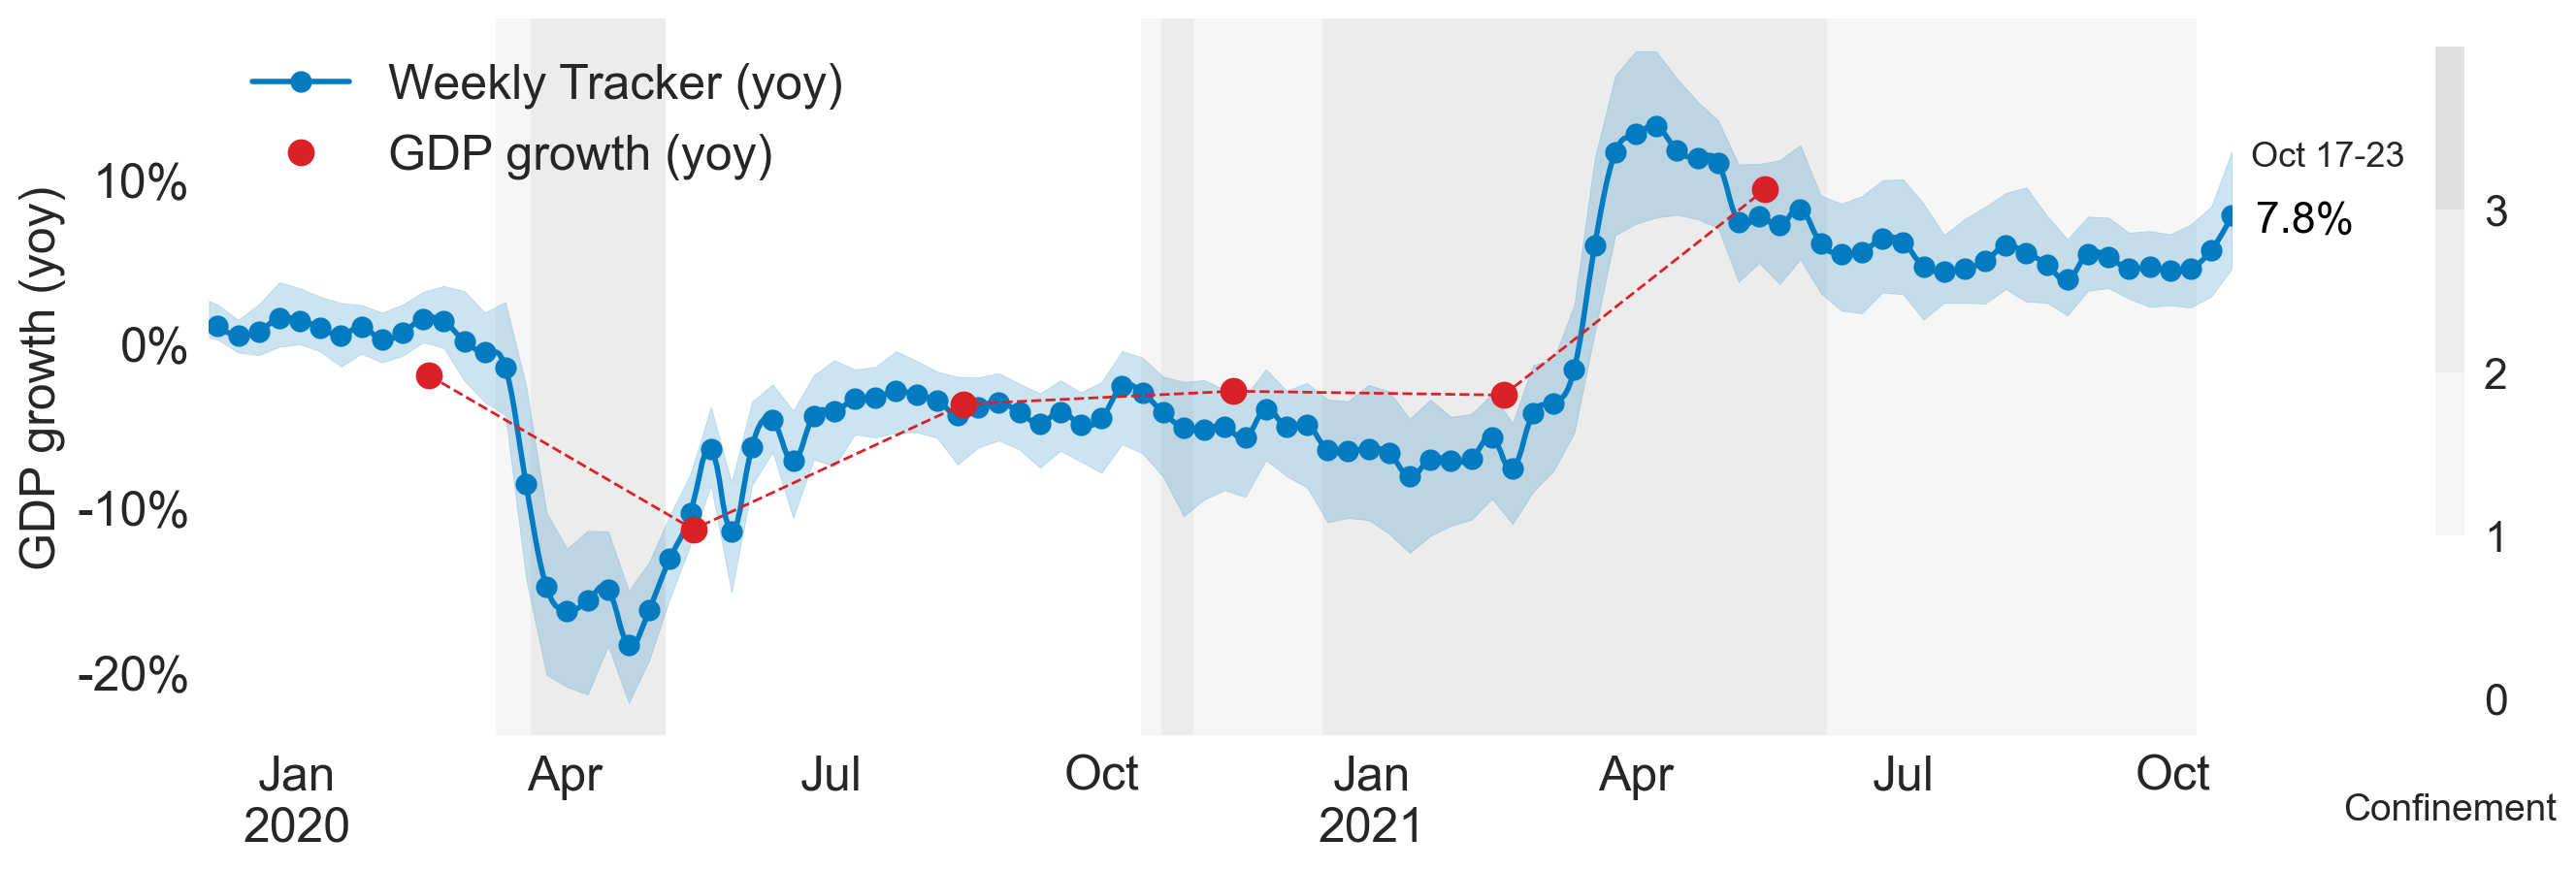 Weekly Tracker (yoy)
GDP growth (yoy)
GDP growth (yoy)
10%
0%
-10%
-20%
Jan
2020
Apr
Jul
Oct
Jan
2021
Apr
Jul
Oct
Oct 17-23
7.8%
3
2
1
0
Confinement